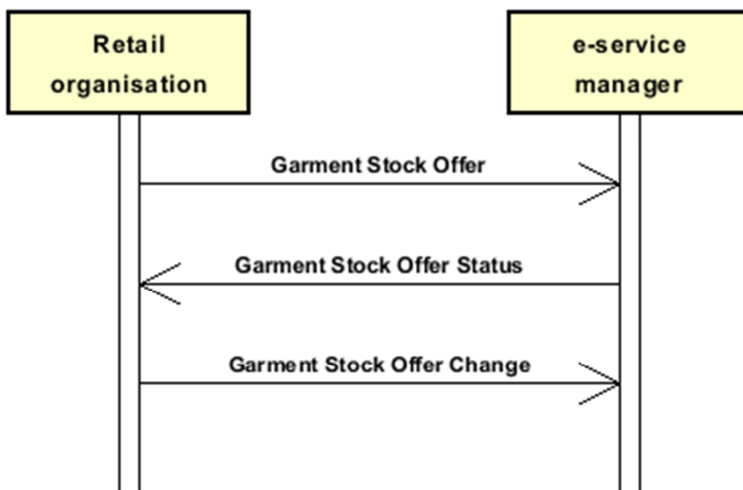 Retail
organisation
e-service
manager
Garment Stock Offer
Garment Stock Offer Status
Garment Stock Offer Change